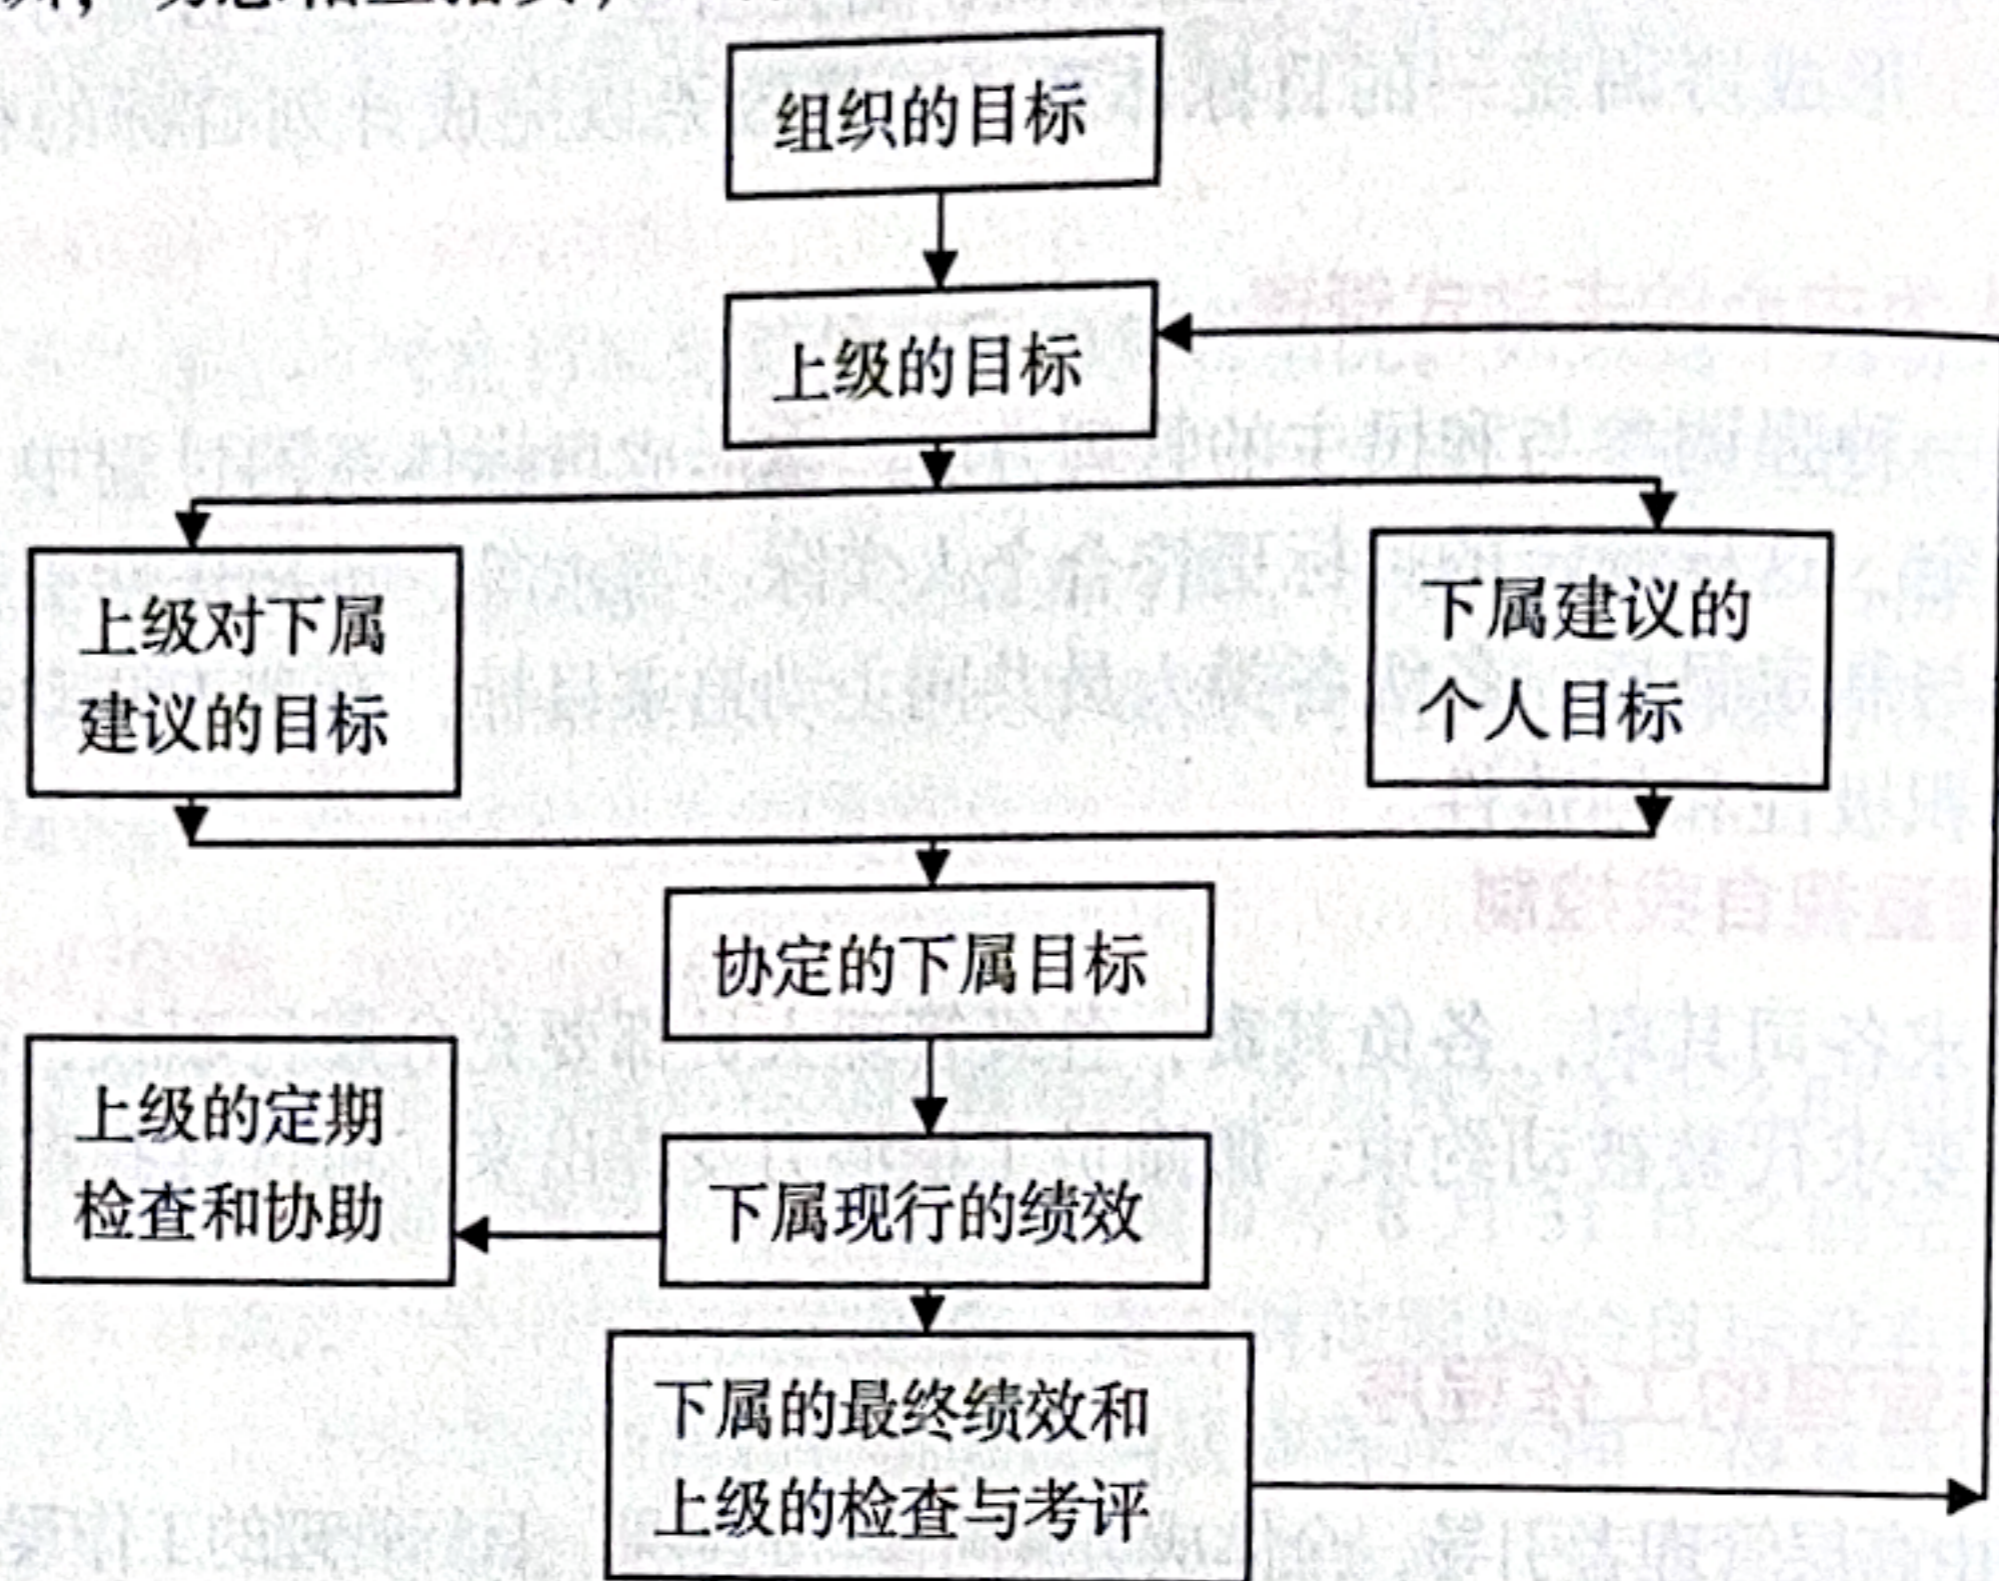 组织的目标
上级的目标
上级对下属
建议的目标
下属建议的
个人目标
协定的下属目标
上级的定期
检查和协助
下属现行的绩效
下属的最终绩效和
上级的检查与考评